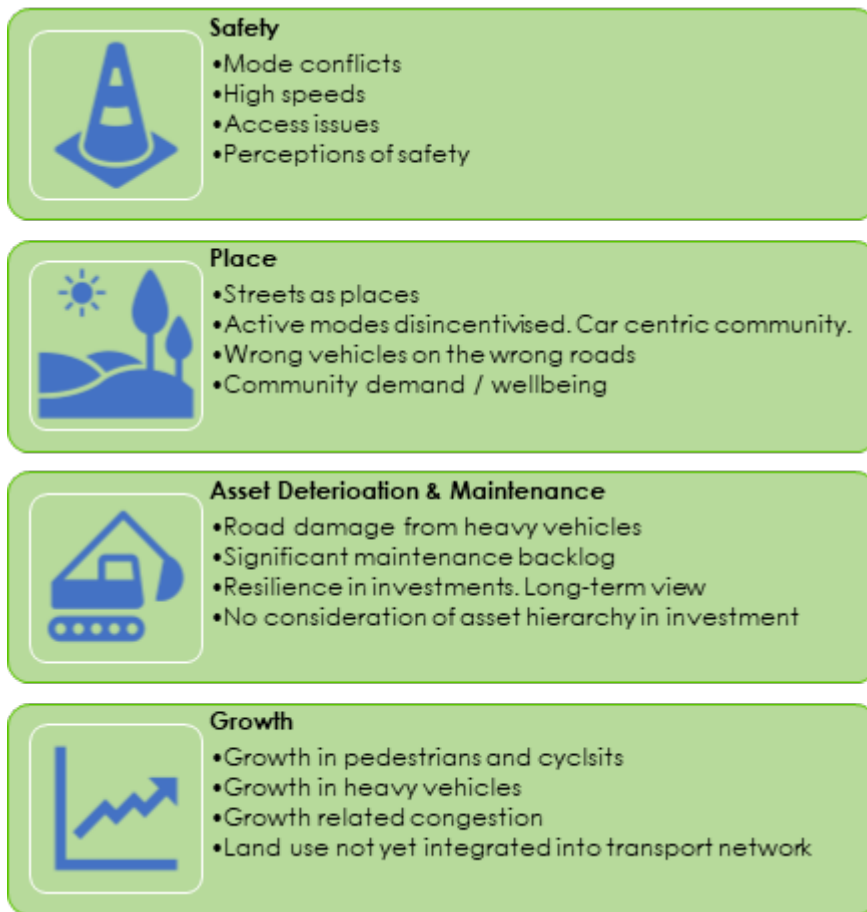 Safety
•Mode conflicts
•High speeds
•Access issues
•Perceptions of safety
Place
•Streets as places
•Active modes disincentivised. Car centric community.
•Wrong vehicles on the wrong roads
•Community demand / wellbeing
Asset Deterioation & Maintenance
•Road damage from heavy vehicles
•Significant maintenance backlog
•Resilience in investments. Long-term view
•No consideration of asset hierarchy in investment
Growth
•Growth in pedestrians and cyclsits
•Growth in heavy vehicles
•Growth related congestion
•Land use not yet integrated into transport network